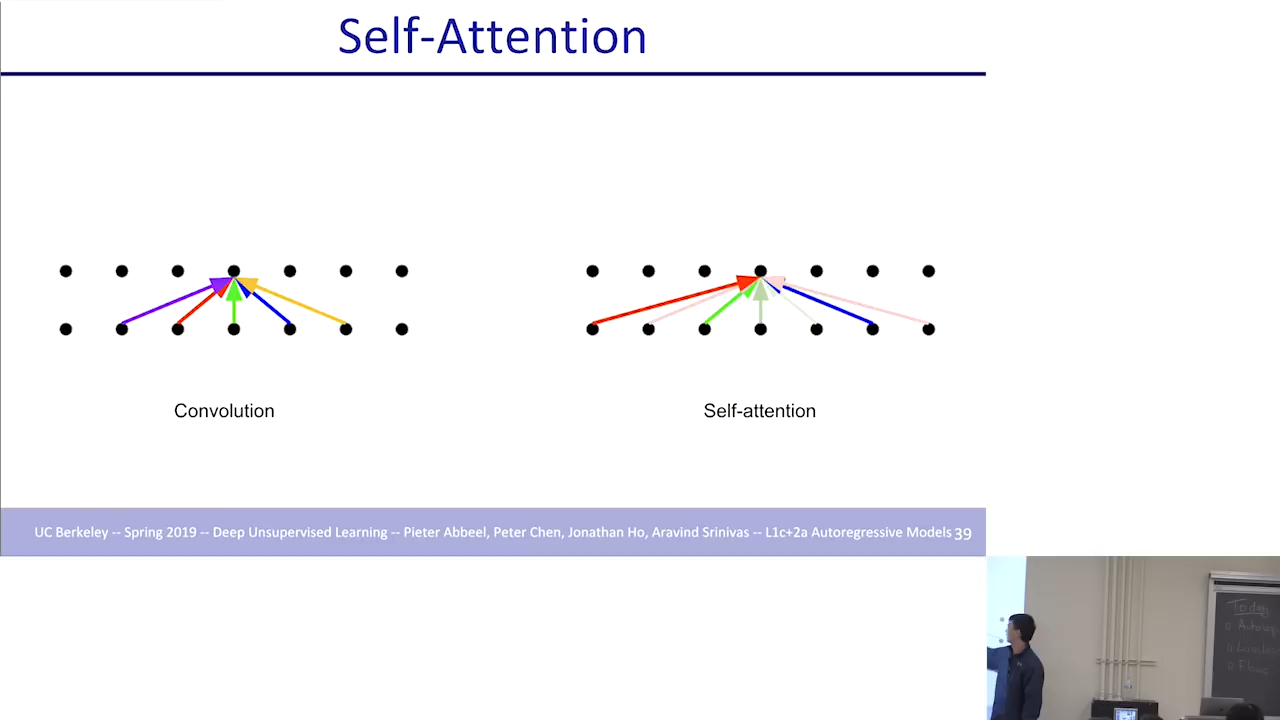 Self-Attention
Convolution
Self-attention
UC Berkeley -- Spring 2019 -- Deep Unsupervised Learning -- Pieter Abbeel, Peter Chen, Jonathan Ho, Aravind Srinivas -- L1c+2a Autoregressive Models 39
Today